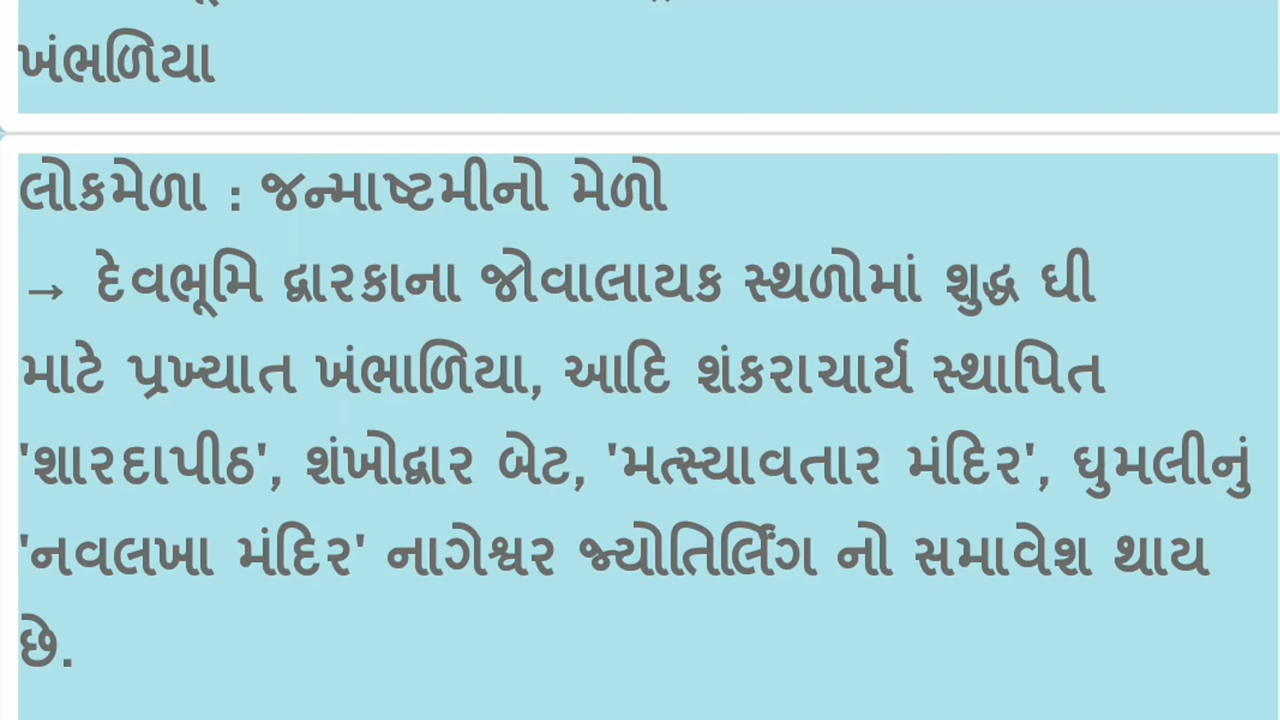 ખંભળિયા
લોકમેળા : જન્માષ્ટમીનો મેળો
→ દેવભૂમિ દ્વારકાના જોવાલાયક સ્થળોમાં શુદ્ધ ઘી
માટે પ્રખ્યાત ખંભાળિયા, આદિ શંકરાચાર્ય સ્થાપિત
'શારદાપીઠ', શંખોદ્વાર બેટ, 'મત્સ્યાવતાર મંદિર', ઘુમલીનું
'નવલખા મંદિર' નાગેશ્વર જ્યોતિર્લિંગ નો સમાવેશ થાય
છે.